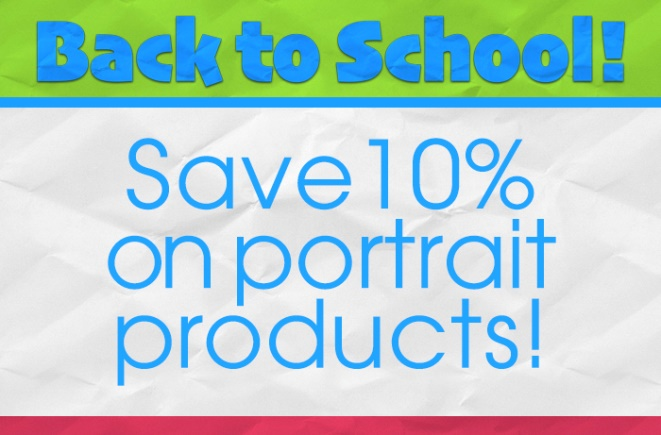 Back to School!
Save 10%
on portrait
products!